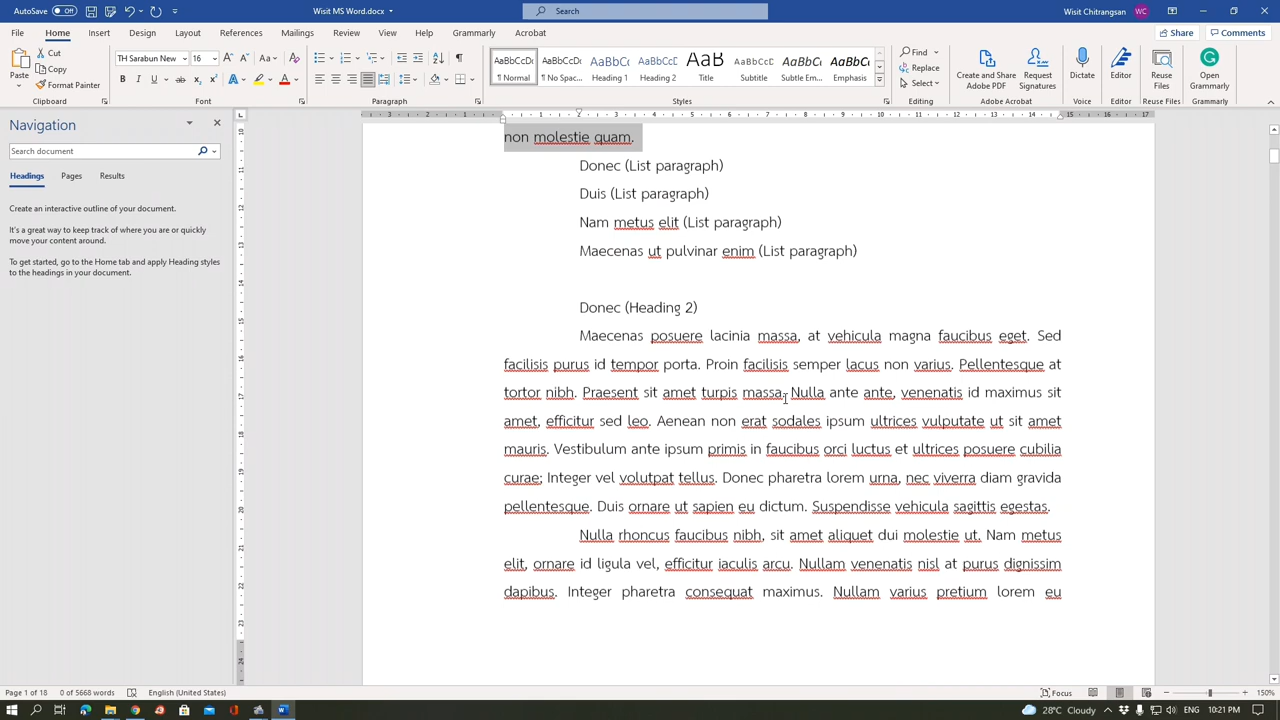 AutoSave On
Visit MS Word.docx
Search
Visit Chitrangsan
VC
File
Home
Insert
Design
Layout
References
Mailings
Review
View
Help
Grammarly
Acrobat
Share
Comments
Paste
Cut
Copy
Format Painter
Clipboard
TH Sarabun New
16
Font
Paragraph
AaBbCcDc
¶ Normal
AaBbCcDc
¶ No Spac...
AaBbCc
Heading 1
AaBbCcD
Heading 2
AaB
Title
AaBbCcD
Subtitle
AaBbCcD
Subtle Em...
AaBbCc
Emphasis
Styles
Find
Replace
Select
Editing
Create and Share
Adobe PDF
Request
Signatures
Adobe Acrobat
Dictate
Voice
Editor
Editor
Reuse
Files
Reuse Files
Open
Grammarly
Grammarly
Navigation
Search document
Headings
Pages
Results
Create an interactive outline of your document.
It's a great way to keep track of where you are or quickly
move your content around.
To get started, go to the Home tab and apply Heading styles
to the headings in your document.
non molestie quam.
Donec (List paragraph)
Duis (List paragraph)
Nam metus elit (List paragraph)
Maecenas ut pulvinar enim (List paragraph)
Donec (Heading 2)
Maecenas posuere lacinia massa, at vehicula magna faucibus eget. Sed
facilisis purus id tempor porta. Proin facilisis semper lacus non varius. Pellentesque at
tortor nibh. Praesent sit amet turpis massa. Nulla ante ante, venenatis id maximus sit
amet, efficitur sed leo. Aenean non erat sodales ipsum ultrices vulputate ut sit amet
mauris. Vestibulum ante ipsum primis in faucibus orci luctus et ultrices posuere cubilia
curae; Integer vel volutpat tellus. Donec pharetra lorem urna, nec viverra diam gravida
pellentesque. Duis ornare ut sapien eu dictum. Suspendisse vehicula sagittis egestas.
Nulla rhoncus faucibus nibh, sit amet aliquet dui molestie ut. Nam metus
elit, ornare id ligula vel, efficitur iaculis arcu. Nullam venenatis nisl at purus dignissim
dapibus. Integer pharetra consequat maximus. Nullam varius pretium lorem eu
Page 1 of 18
0 of 5668 words
English (United States)
Focus
150%
28°C Cloudy
10:21 PM